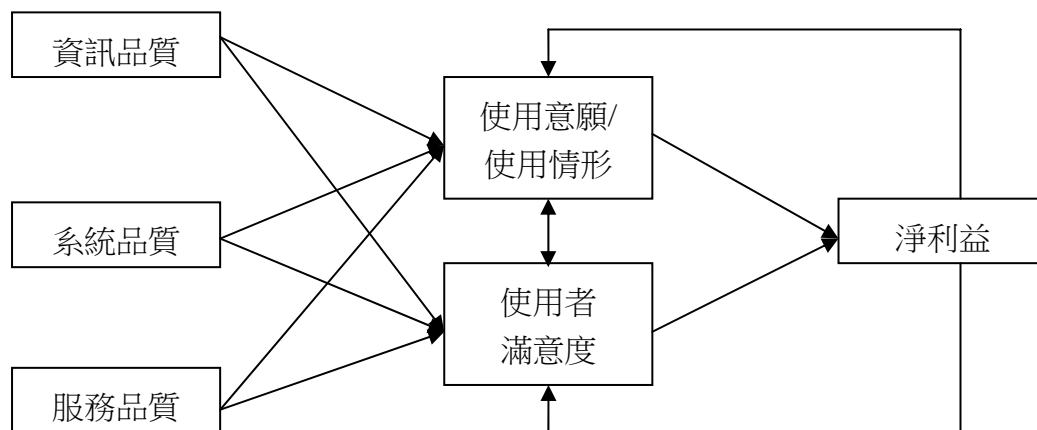 資訊品質
使用意願/
使用情形
系統品質
淨利益
使用者
滿意度
服務品質